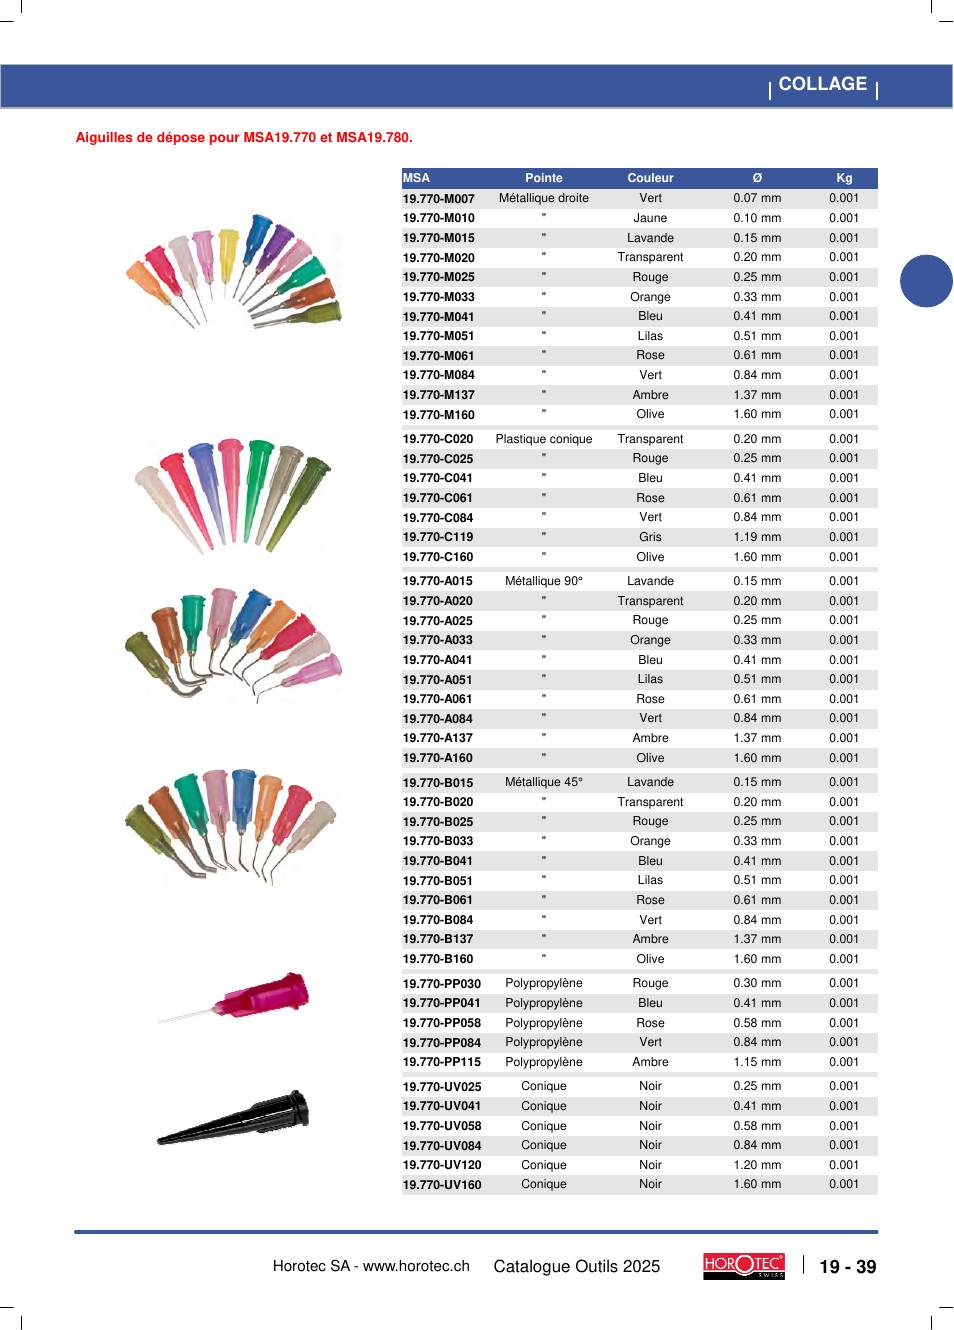 COLLAGE
Aiguilles de dépose pour MSA19.770 et MSA19.780.
MSA Pointe Couleur Ø Kg
19.770-M007 Métallique droite Vert 0.07 mm 0.001
19.770-M010 " Jaune 0.10 mm 0.001
19.770-M015 " Lavande 0.15 mm 0.001
19.770-M020 " Transparent 0.20 mm 0.001
19.770-M025 " Rouge 0.25 mm 0.001
19.770-M033 " Orange 0.33 mm 0.001
19.770-M041 " Bleu 0.41 mm 0.001
19.770-M051 " Lilas 0.51 mm 0.001
19.770-M061 " Rose 0.61 mm 0.001
19.770-M084 " Vert 0.84 mm 0.001
19.770-M137 " Ambre 1.37 mm 0.001
19.770-M160 " Olive 1.60 mm 0.001
19.770-C020 Plastique conique Transparent 0.20 mm 0.001
19.770-C025 " Rouge 0.25 mm 0.001
19.770-C041 " Bleu 0.41 mm 0.001
19.770-C061 " Rose 0.61 mm 0.001
19.770-C084 " Vert 0.84 mm 0.001
19.770-C119 " Gris 1.19 mm 0.001
19.770-C160 " Olive 1.60 mm 0.001
19.770-A015 Métallique 90° Lavande 0.15 mm 0.001
19.770-A020 " Transparent 0.20 mm 0.001
19.770-A025 " Rouge 0.25 mm 0.001
19.770-A033 " Orange 0.33 mm 0.001
19.770-A041 " Bleu 0.41 mm 0.001
19.770-A051 " Lilas 0.51 mm 0.001
19.770-A061 " Rose 0.61 mm 0.001
19.770-A084 " Vert 0.84 mm 0.001
19.770-A137 " Ambre 1.37 mm 0.001
19.770-A160 " Olive 1.60 mm 0.001
19.770-B015 Métallique 45° Lavande 0.15 mm 0.001
19.770-B020 " Transparent 0.20 mm 0.001
19.770-B025 " Rouge 0.25 mm 0.001
19.770-B033 " Orange 0.33 mm 0.001
19.770-B041 " Bleu 0.41 mm 0.001
19.770-B051 " Lilas 0.51 mm 0.001
19.770-B061 " Rose 0.61 mm 0.001
19.770-B084 " Vert 0.84 mm 0.001
19.770-B137 " Ambre 1.37 mm 0.001
19.770-B160 " Olive 1.60 mm 0.001
19.770-PP030 Polypropylène Rouge 0.30 mm 0.001
19.770-PP041 Polypropylène Bleu 0.41 mm 0.001
19.770-PP058 Polypropylène Rose 0.58 mm 0.001
19.770-PP084 Polypropylène Vert 0.84 mm 0.001
19.770-PP115 Polypropylène Ambre 1.15 mm 0.001
19.770-UV025 Conique Noir 0.25 mm 0.001
19.770-UV041 Conique Noir 0.41 mm 0.001
19.770-UV058 Conique Noir 0.58 mm 0.001
19.770-UV084 Conique Noir 0.84 mm 0.001
19.770-UV120 Conique Noir 1.20 mm 0.001
19.770-UV160 Conique Noir 1.60 mm 0.001
Horotec SA - www.horotec.ch Catalogue Outils 2025 HOROTEC 19 - 39
SWISS